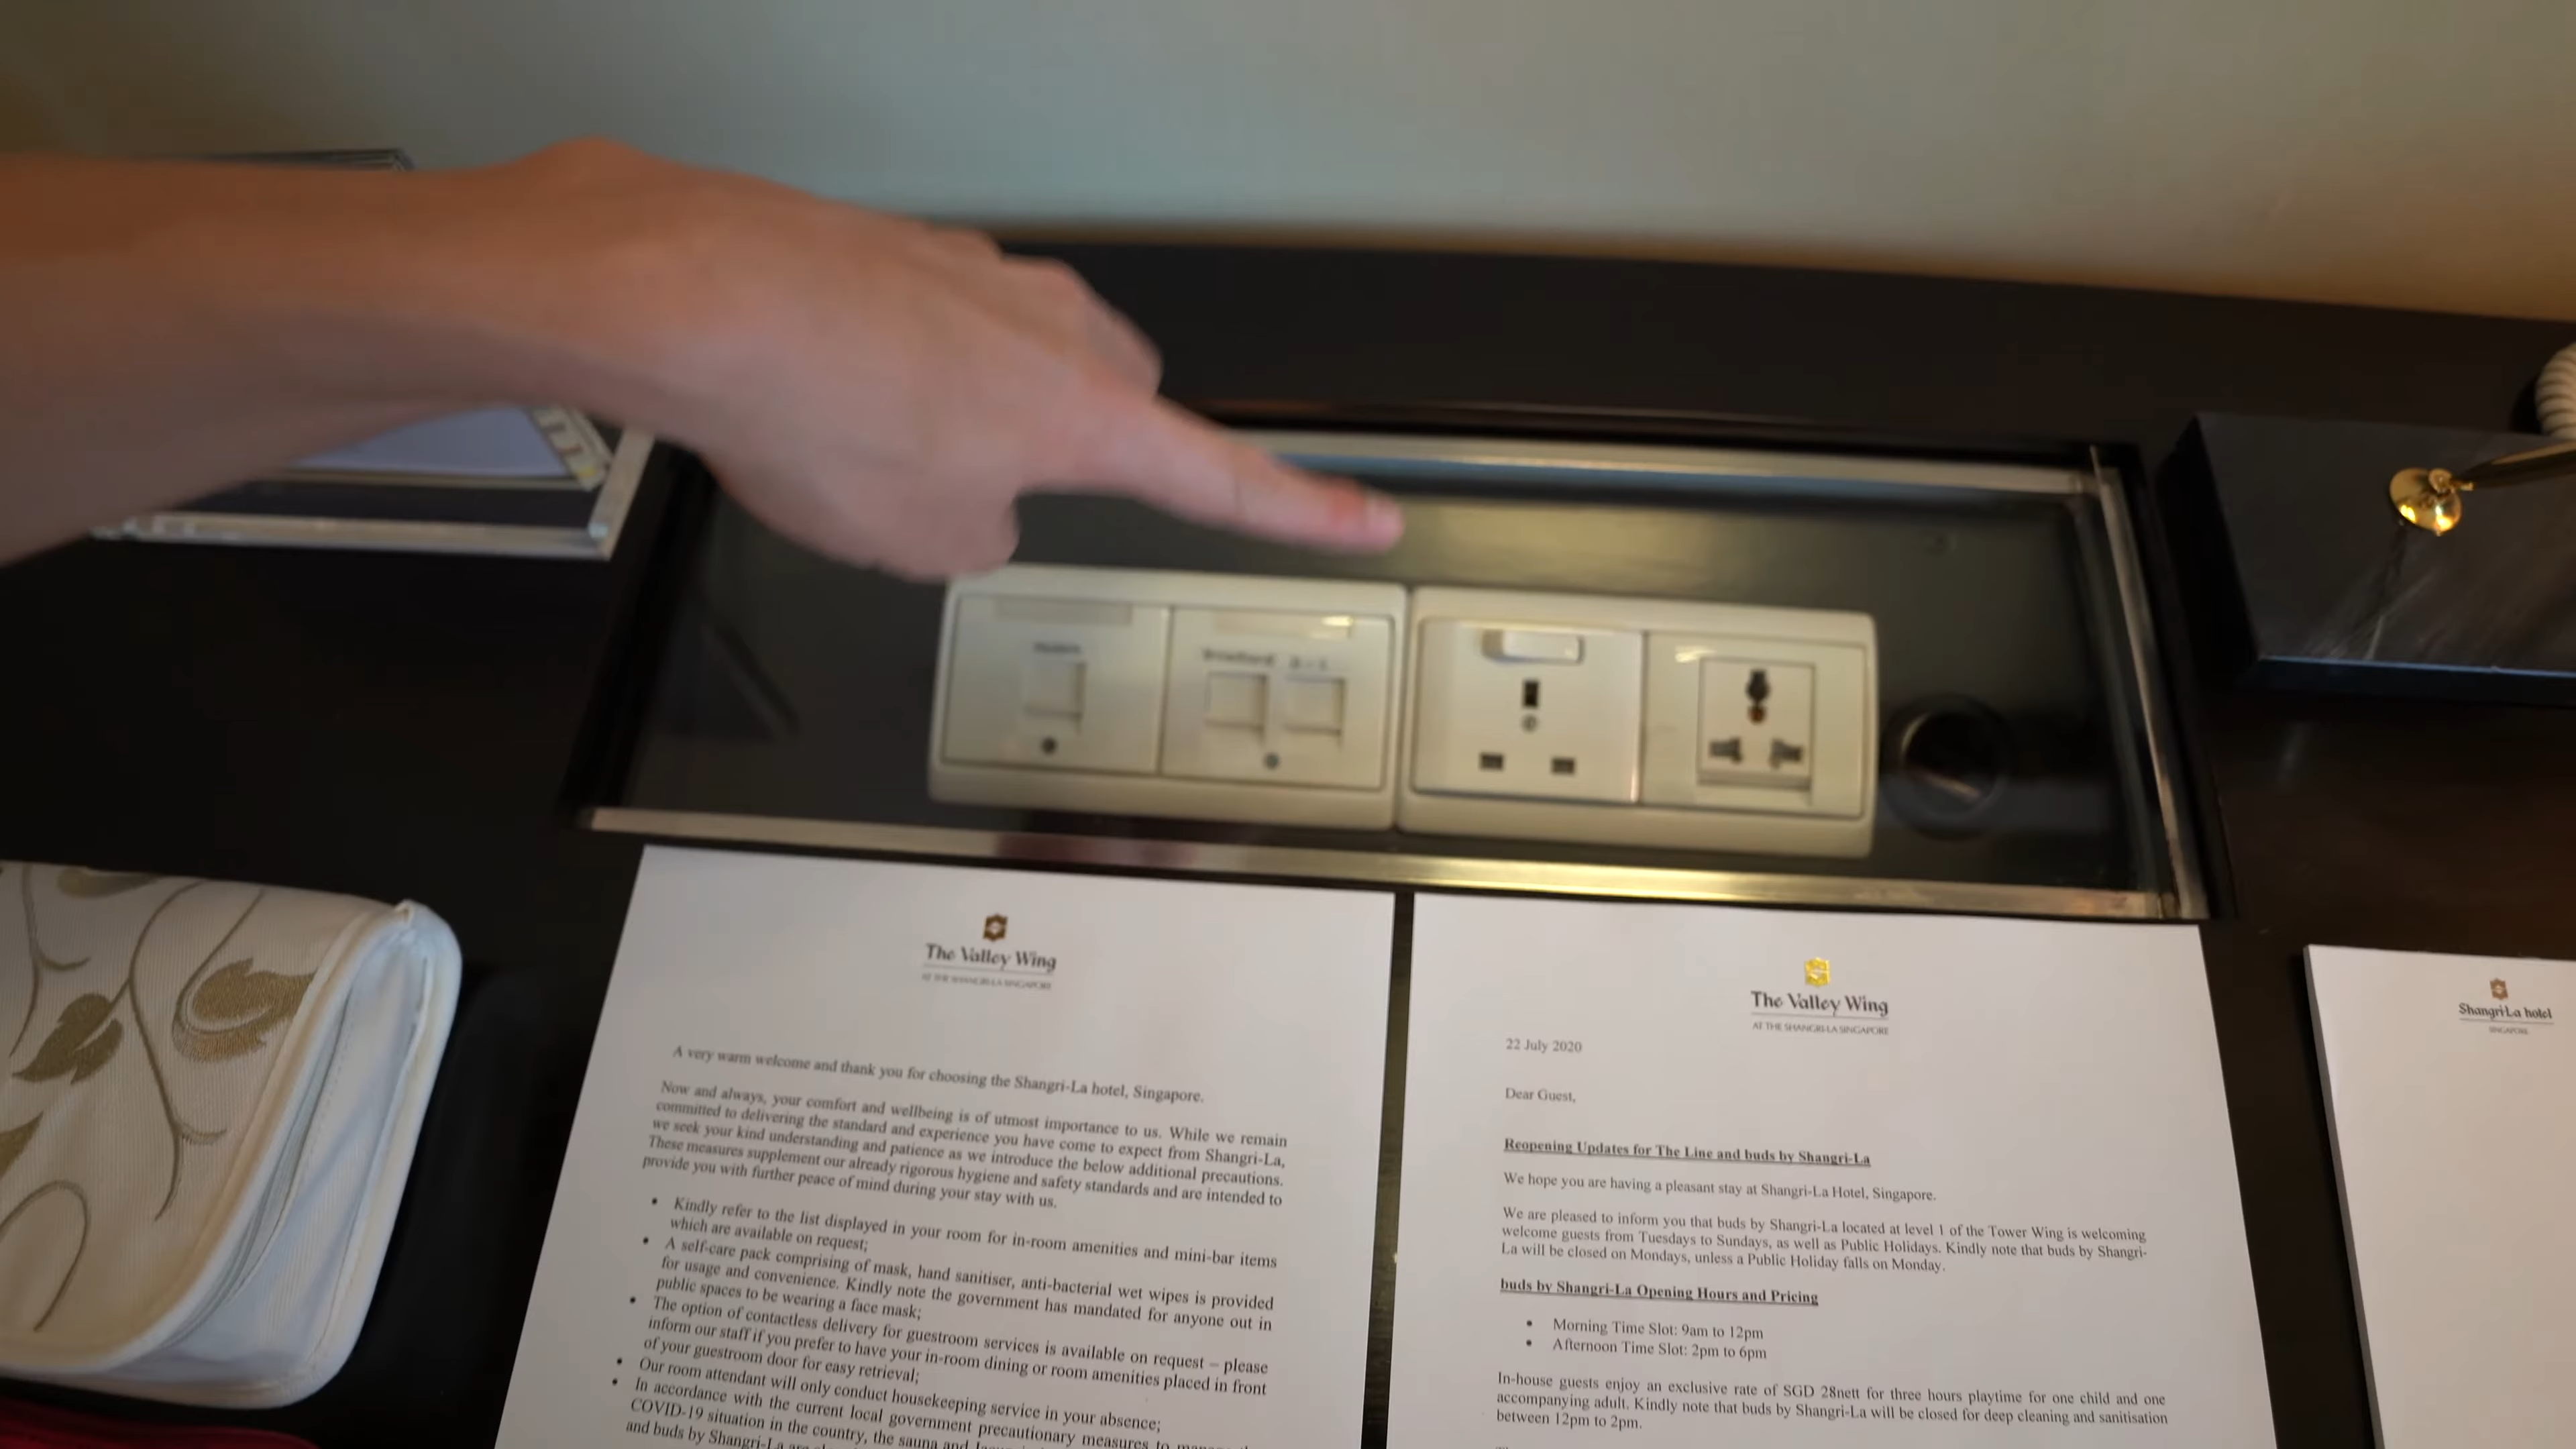 The Valley Wing
AT THE SHANGRI-LA SINGAPORE
A very warm welcome and thank you for choosing the Shangri-La hotel, Singapore.
Now and always, your comfort and wellbeing is of utmost importance to us. While we remain
committed to delivering the standard and experience you have come to expect from Shangri-La,
we seek your kind understanding and patience as we introduce the below additional precautions.
These measures supplement our already rigorous hygiene and safety standards and are intended to
provide you with further peace of mind during your stay with us.
• Kindly refer to the list displayed in your room for in-room amenities and mini-bar items
which are available on request;
• A self-care pack comprising of mask, hand sanitiser, anti-bacterial wet wipes is provided
for usage and convenience. Kindly note the government has mandated for anyone out in
public spaces to be wearing a face mask;
• The option of contactless delivery for guestroom services is available on request – please
inform our staff if you prefer to have your in-room dining or room amenities placed in front
of your guestroom door for easy retrieval;
• Our room attendant will only conduct housekeeping service in your absence;
• In accordance with the current local government precautionary measures to
COVID-19 situation in the country, the sauna and
and buds by Shangri-La
The Valley Wing
AT THE SHANGRI-LA SINGAPORE
22 July 2020
Dear Guest,
Reopening Updates for The Line and buds by Shangri-La
We hope you are having a pleasant stay at Shangri-La Hotel, Singapore.
We are pleased to inform you that buds by Shangri-La located at level 1 of the Tower Wing is welcoming
welcome guests from Tuesdays to Sundays, as well as Public Holidays. Kindly note that buds by Shangri-
La will be closed on Mondays, unless a Public Holiday falls on Monday.
buds by Shangri-La Opening Hours and Pricing
• Morning Time Slot: 9am to 12pm
• Afternoon Time Slot: 2pm to 6pm
In-house guests enjoy an exclusive rate of SGD 28nett for three hours playtime for one child and one
accompanying adult. Kindly note that buds by Shangri-La will be closed for deep cleaning and sanitisation
between 12pm to 2pm.
Shangri-La hotel
SINGAPORE